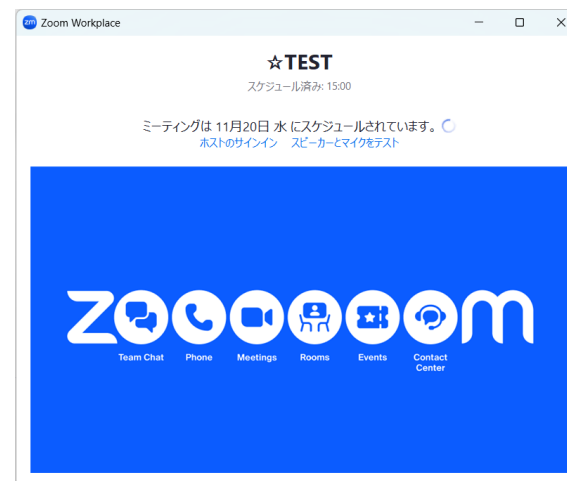 zm Zoom Workplace
☆TEST
スケジュール済み: 15:00
ミーティングは 11月20日 水 にスケジュールされています。
ホストのサインイン スピーカーとマイクをテスト
zoooooom
Team Chat Phone Meetings Rooms Events Contact Center